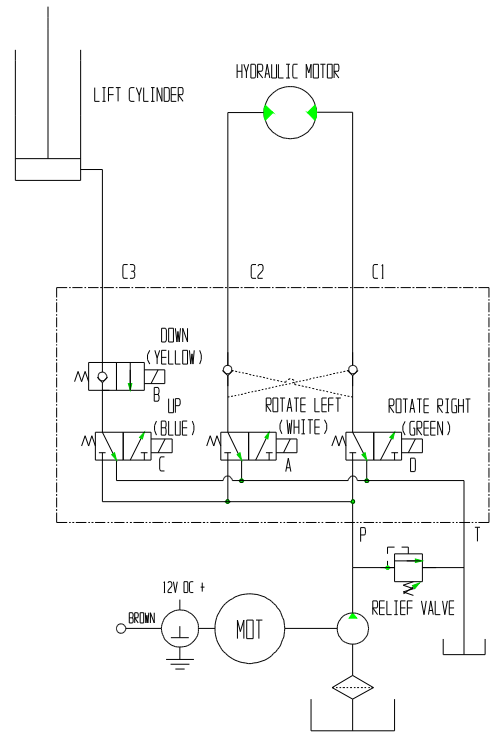 HYDRAULIC MOTOR
LIFT CYLINDER
C3
C2
C1
DOWN
(YELLOW)
B
UP
(BLUE)
C
ROTATE LEFT
(WHITE)
A
ROTATE RIGHT
(GREEN)
D
P
T
RELIEF VALVE
12V DC +
BROWN
MOT